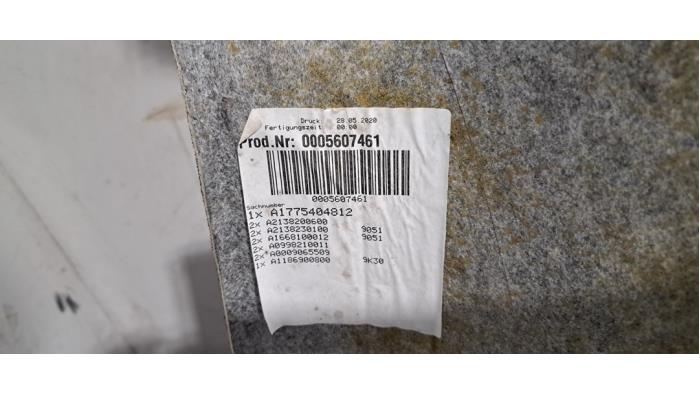 Druck: 28.05.2020
Fertigungszeit: 00:00
Prod.Nr: 0005607461
0005607461
Sachnummer
1x A1775404812
2x A2138200600
2x A2138230100 9051
2x A1668100012 9051
2x A0998210011
2x*A0009065509
1x A1186900800 9K30